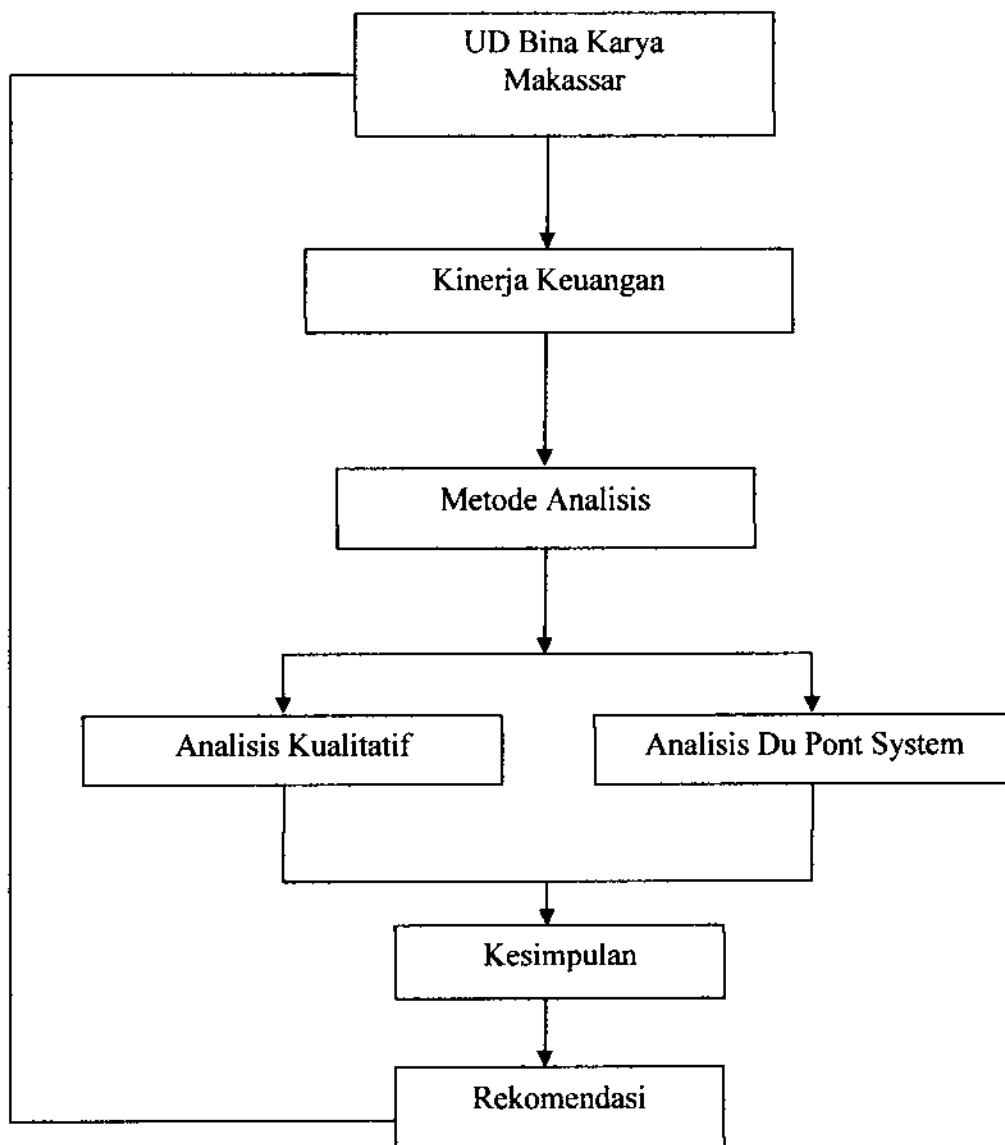 UD Bina Karya
Makassar
Kinerja Keuangan
Metode Analisis
Analisis Kualitatif
Analisis Du Pont System
Kesimpulan
Rekomendasi